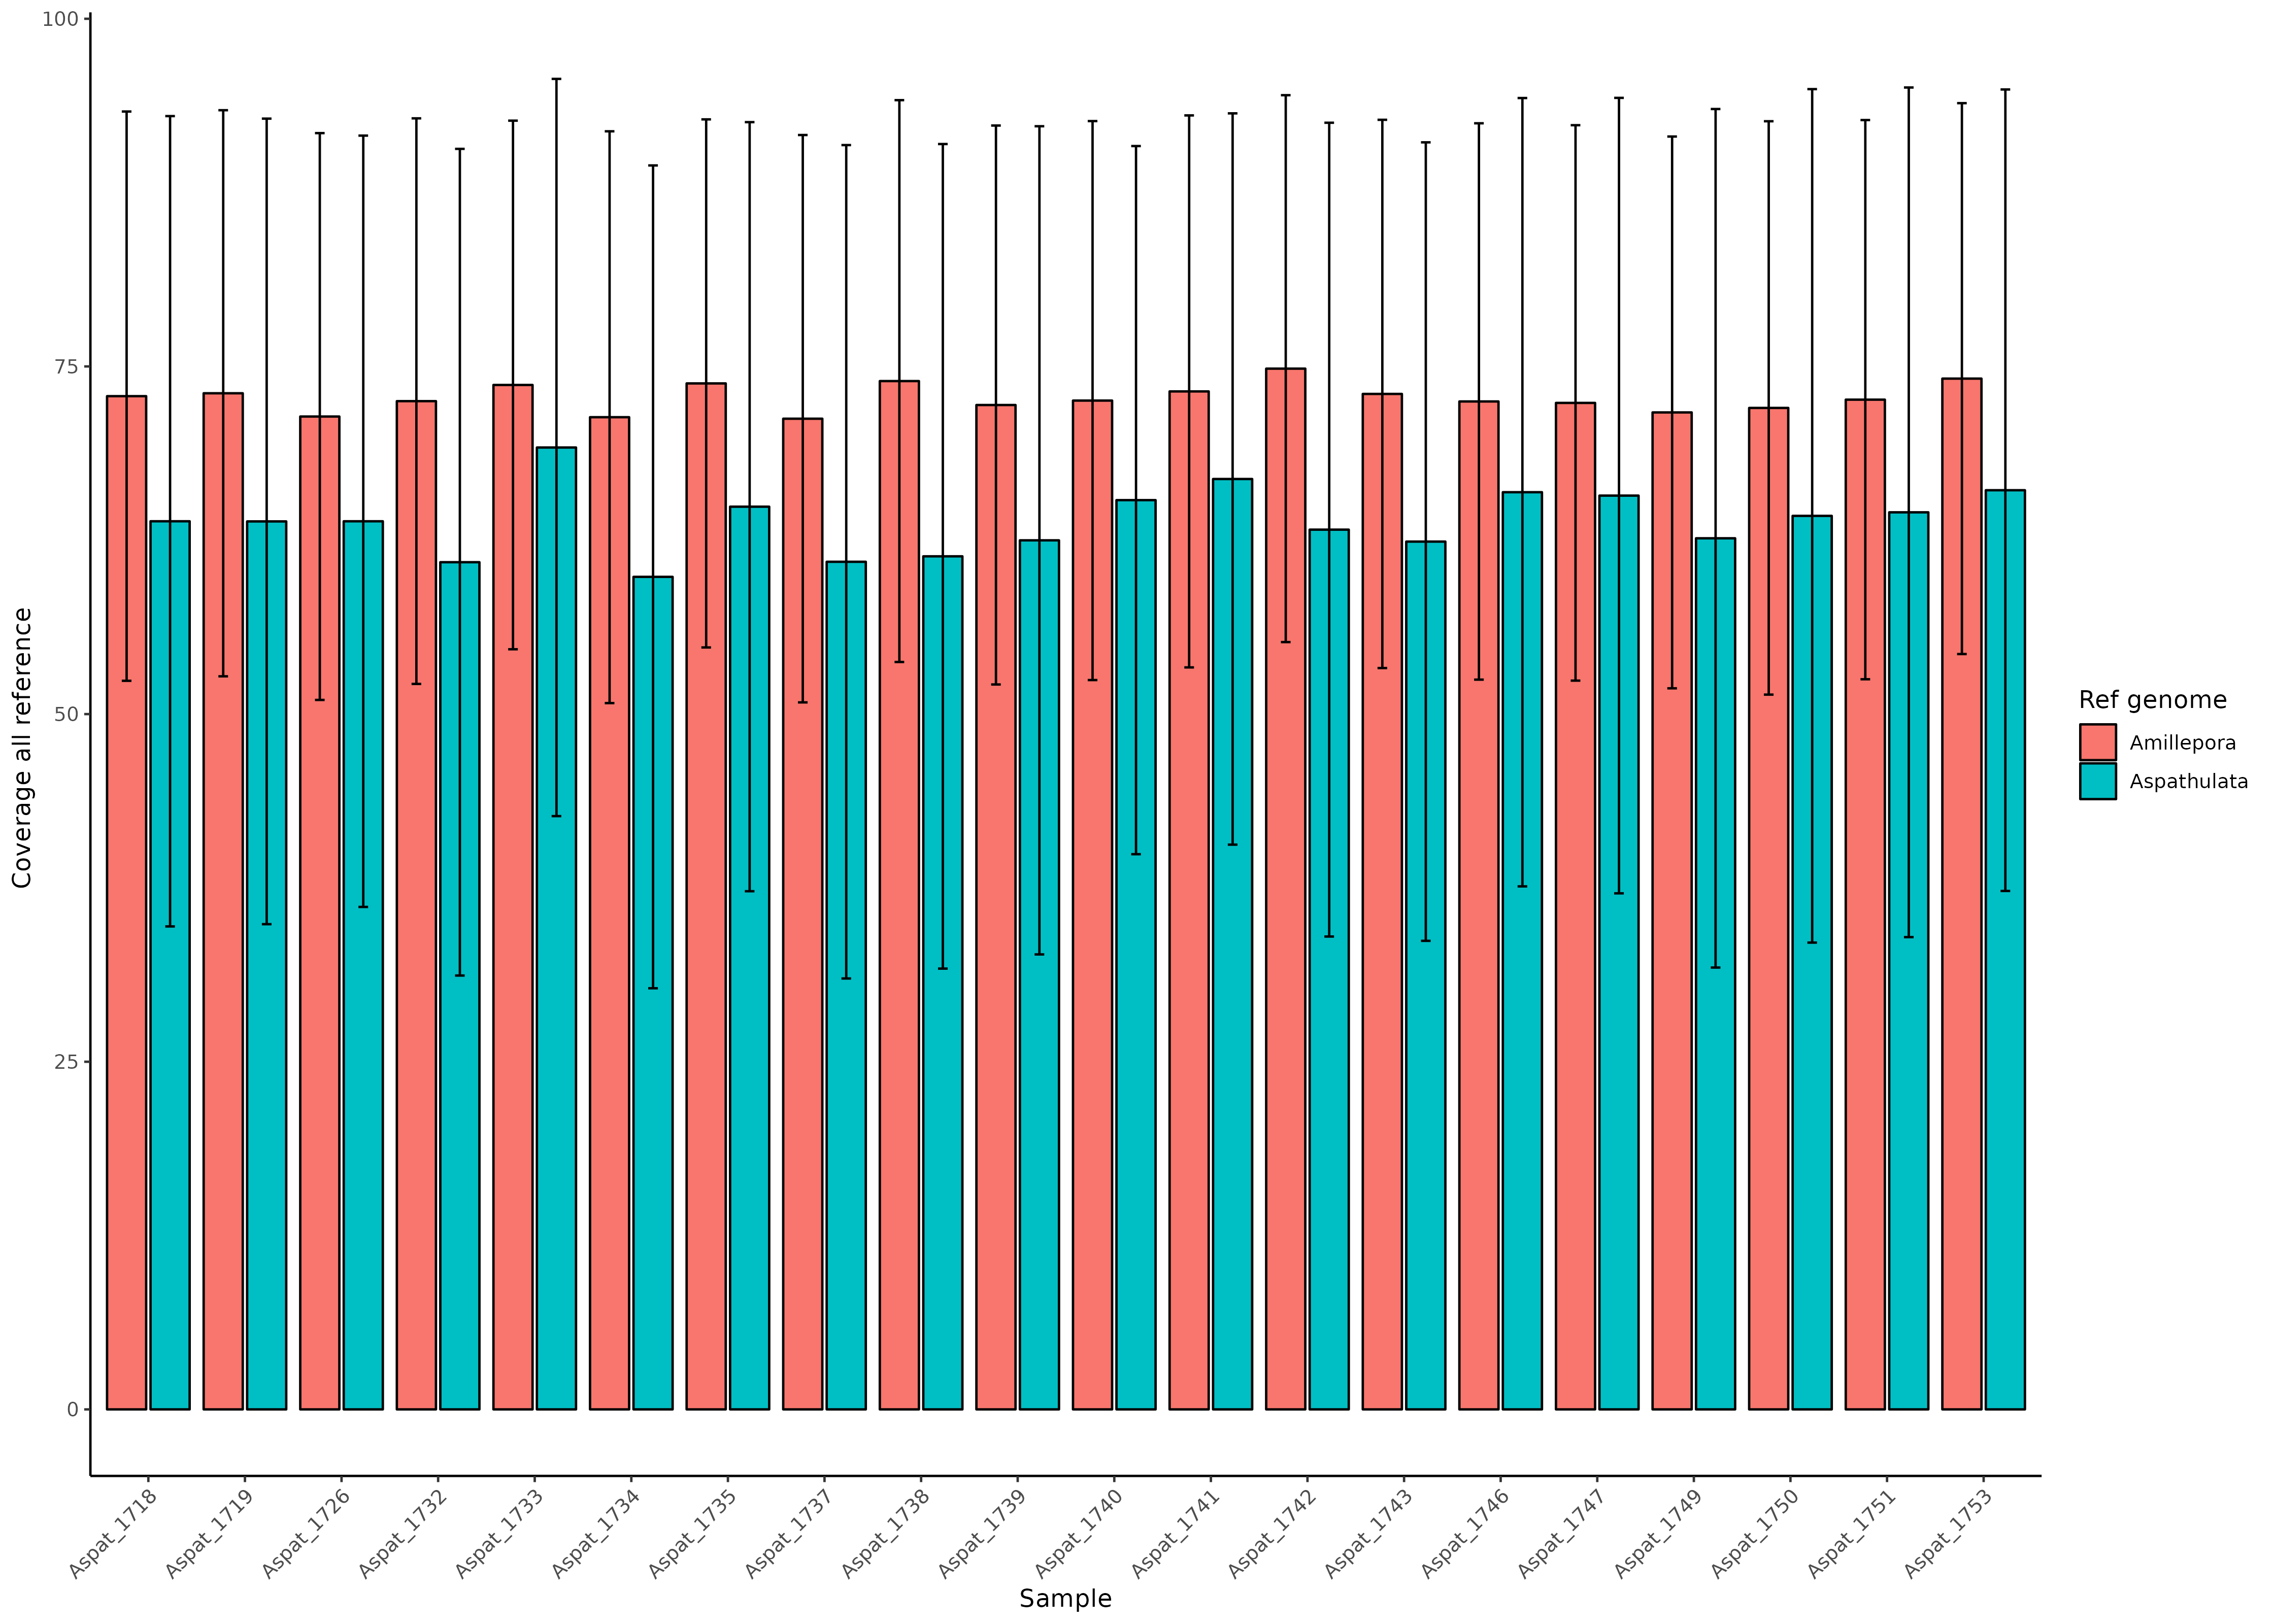 100
75
50
25
0
Coverage all reference
Aspat_1718
Aspat_1719
Aspat_1726
Aspat_1732
Aspat_1733
Aspat_1734
Aspat_1735
Aspat_1737
Aspat_1738
Aspat_1739
Aspat_1740
Aspat_1741
Aspat_1742
Aspat_1743
Aspat_1746
Aspat_1747
Aspat_1749
Aspat_1750
Aspat_1751
Aspat_1753
Sample
Ref genome
Amillepora
Aspathulata